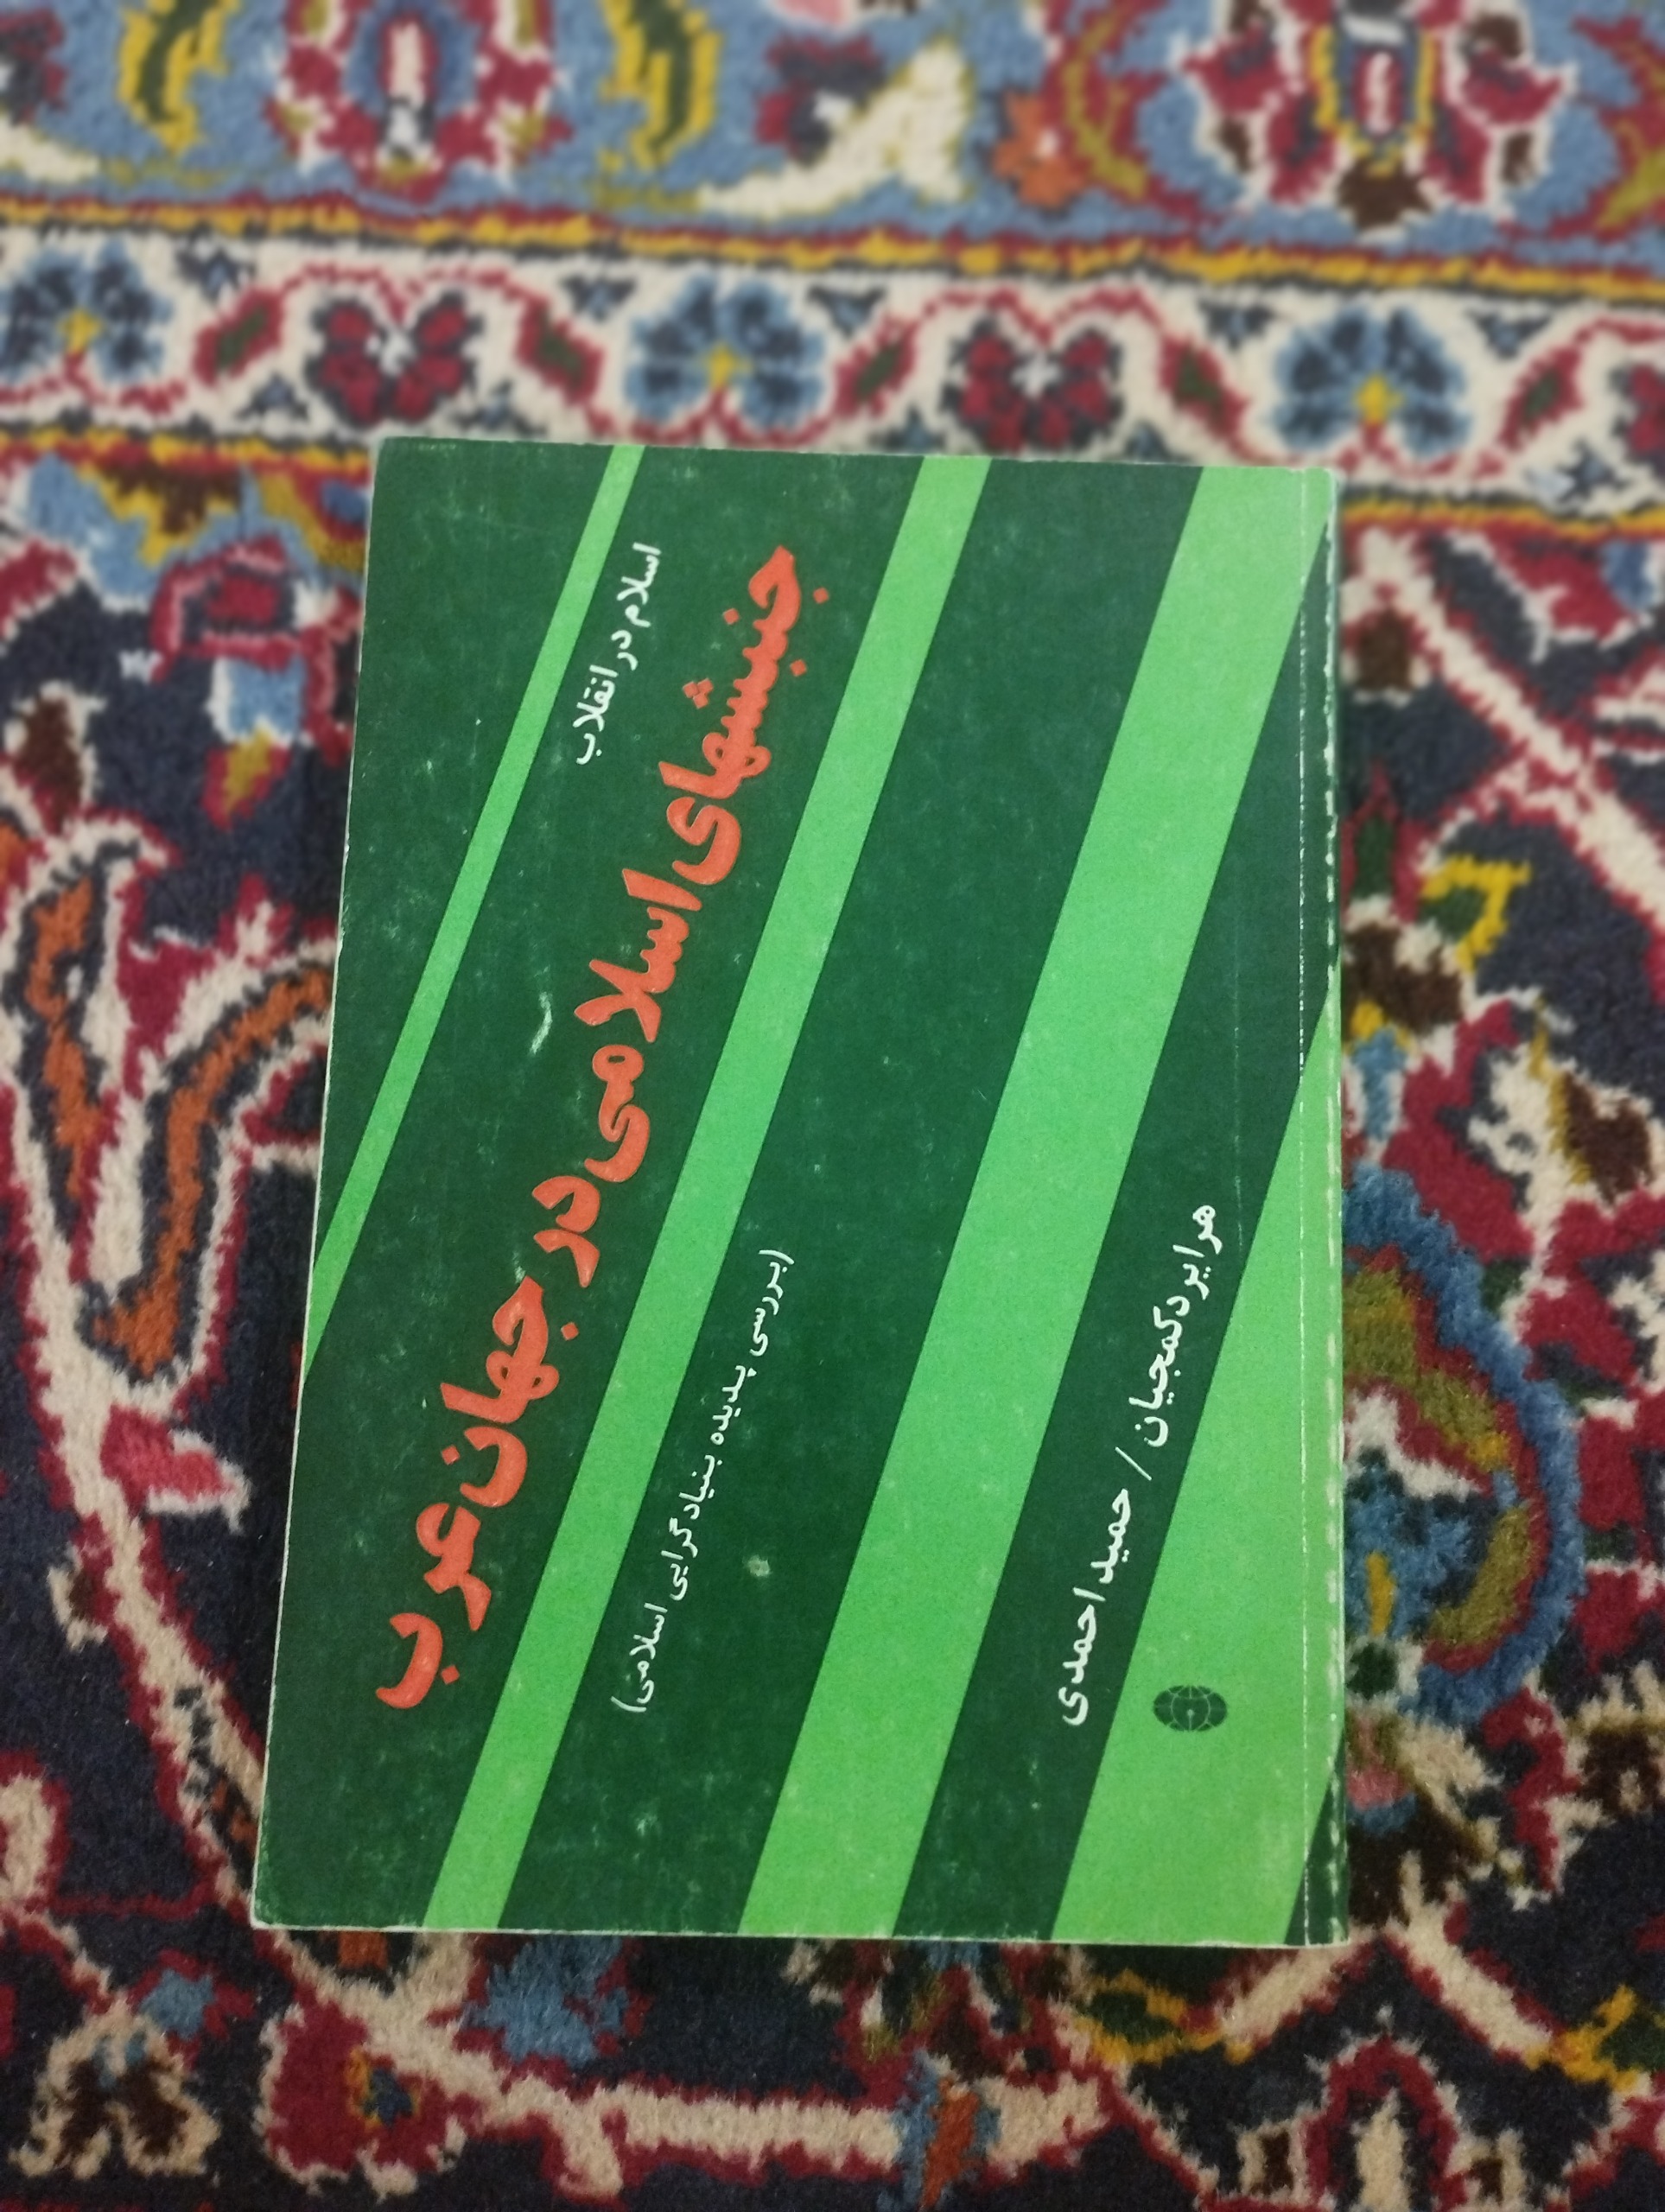 اسلام در انقلاب
جنبشهای اسلامی در جهان عرب
(بررسی پدیده بنیادگرایی اسلامی)
هرایر دکمجیان / حمید احمدی